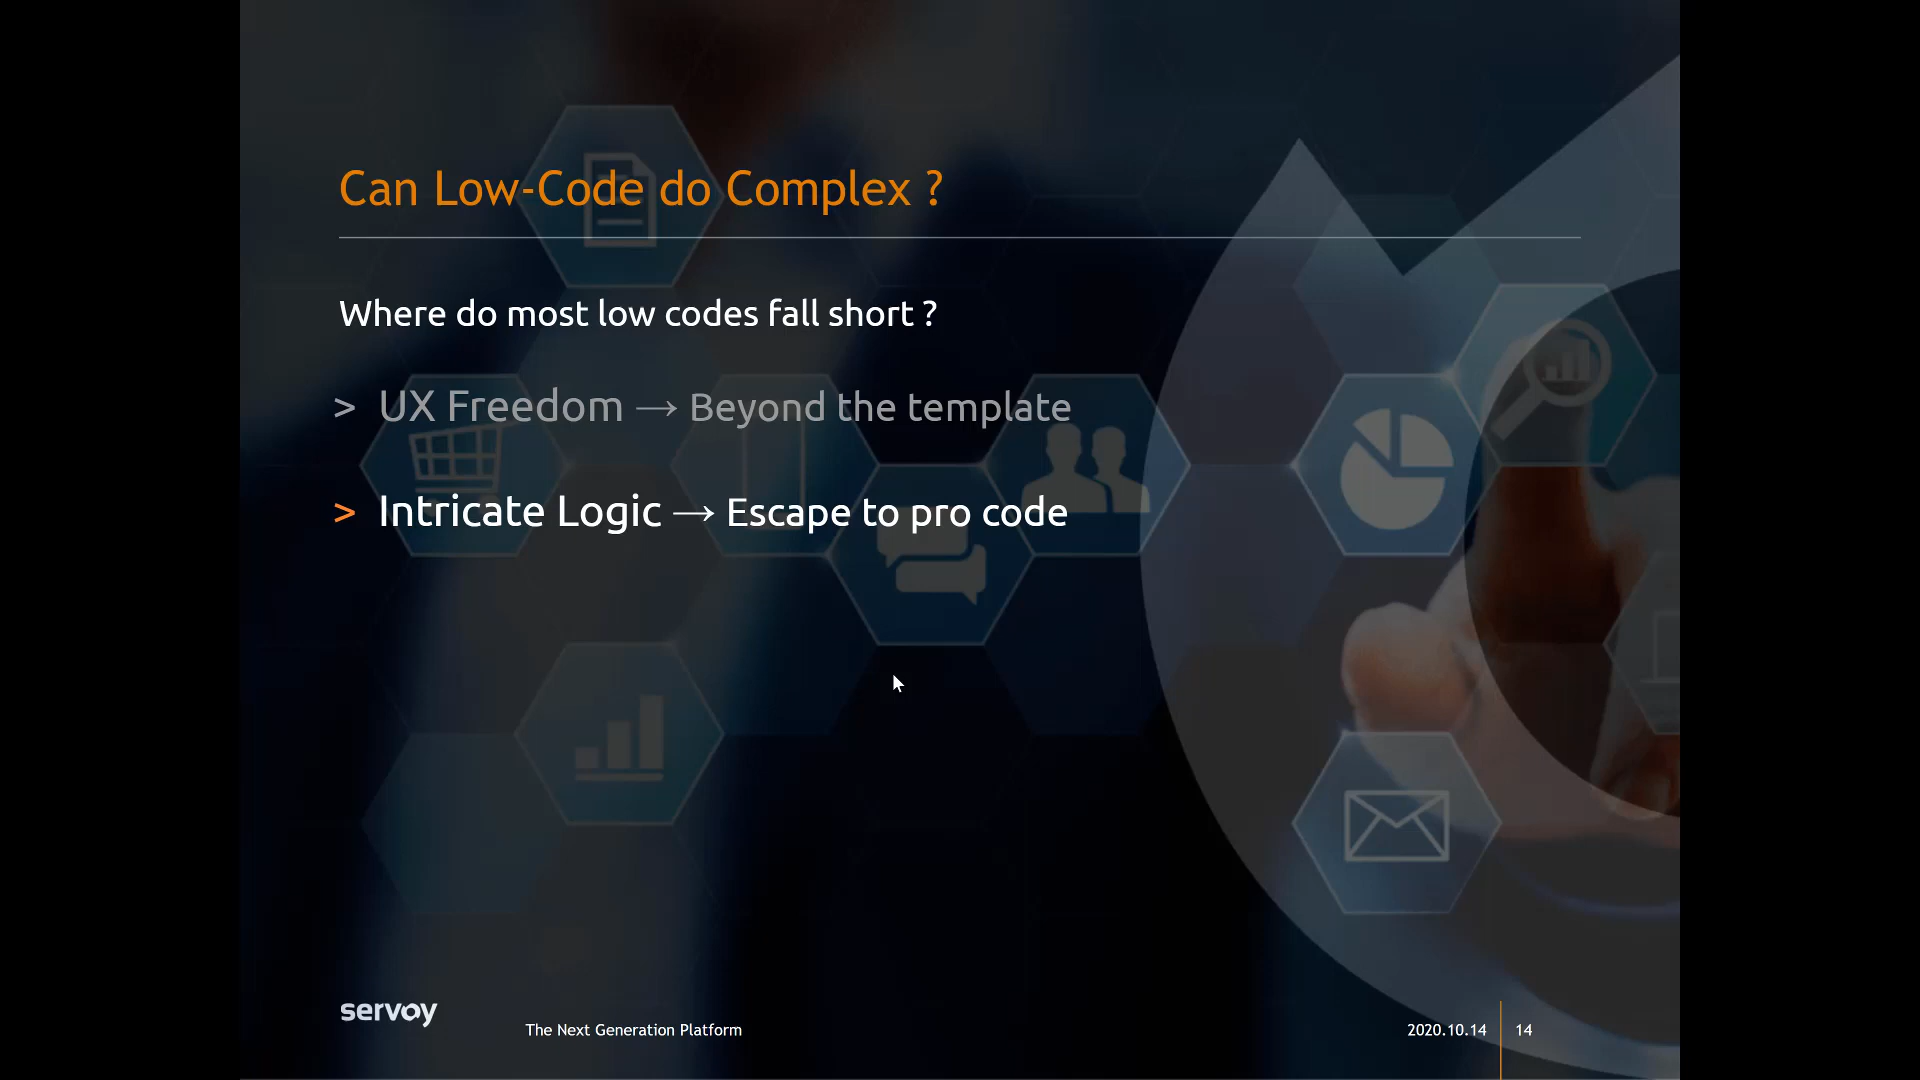 Can Low-Code do Complex ?
Where do most low codes fall short ?
> UX Freedom → Beyond the template
> Intricate Logic → Escape to pro code
servoy
The Next Generation Platform
2020.10.14
14